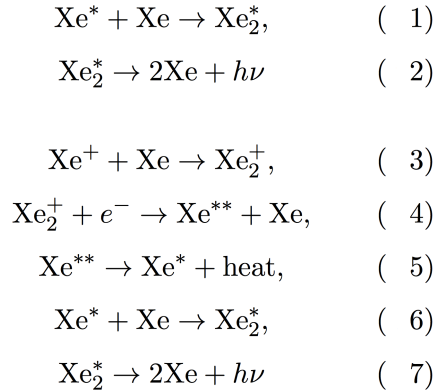 Xe* + Xe → Xe₂*, ( 1)
Xe₂* → 2Xe + hν ( 2)
Xe⁺ + Xe → Xe₂⁺, ( 3)
Xe₂⁺ + e⁻ → Xe** + Xe, ( 4)
Xe** → Xe* + heat, ( 5)
Xe* + Xe → Xe₂*, ( 6)
Xe₂* → 2Xe + hν ( 7)